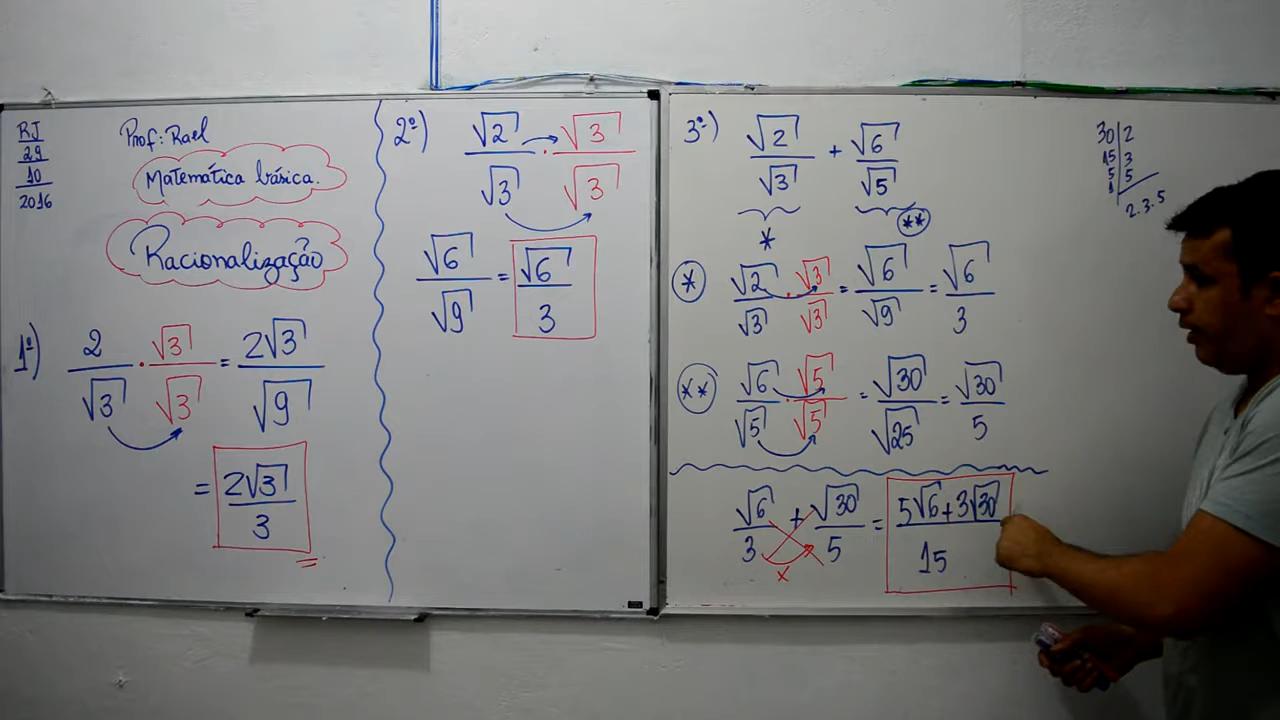 RJ
29
10
2016
Prof: Rael
Matemática básica.
Racionalização
1º) 2/√3 · √3/√3 = 2√3/√9
= 2√3/3
2º) √2/√3 · √3/√3
√6/√9 = √6/3
3º) √2/√3 + √6/√5
* **
* √2/√3 · √3/√3 = √6/√9 = √6/3
** √6/√5 · √5/√5 = √30/√25 = √30/5
√6/3 + √30/5 = 5√6+3√30/15
x
30 | 2
15 | 3
5 | 5
1
2.3.5